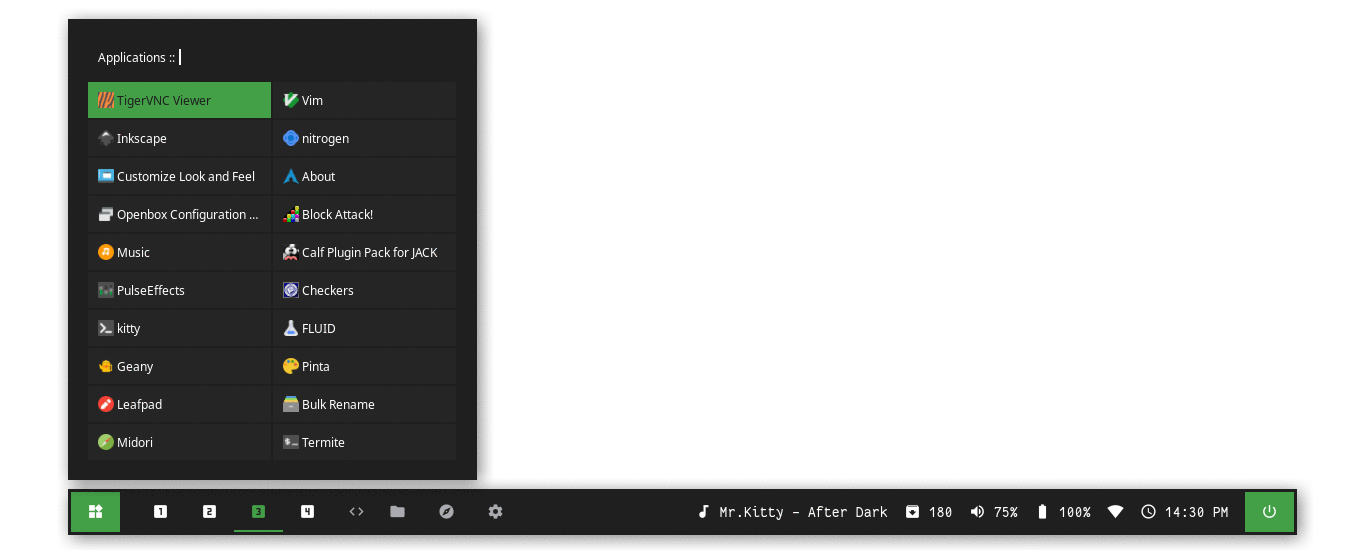 Applications ::
TigerVNC Viewer Vim
Inkscape nitrogen
Customize Look and Feel About
Openbox Configuration ... Block Attack!
Music Calf Plugin Pack for JACK
PulseEffects Checkers
kitty FLUID
Geany Pinta
Leafpad Bulk Rename
Midori Termite
1 2 3 4 Mr.Kitty - After Dark 180 75% 100% 14:30 PM